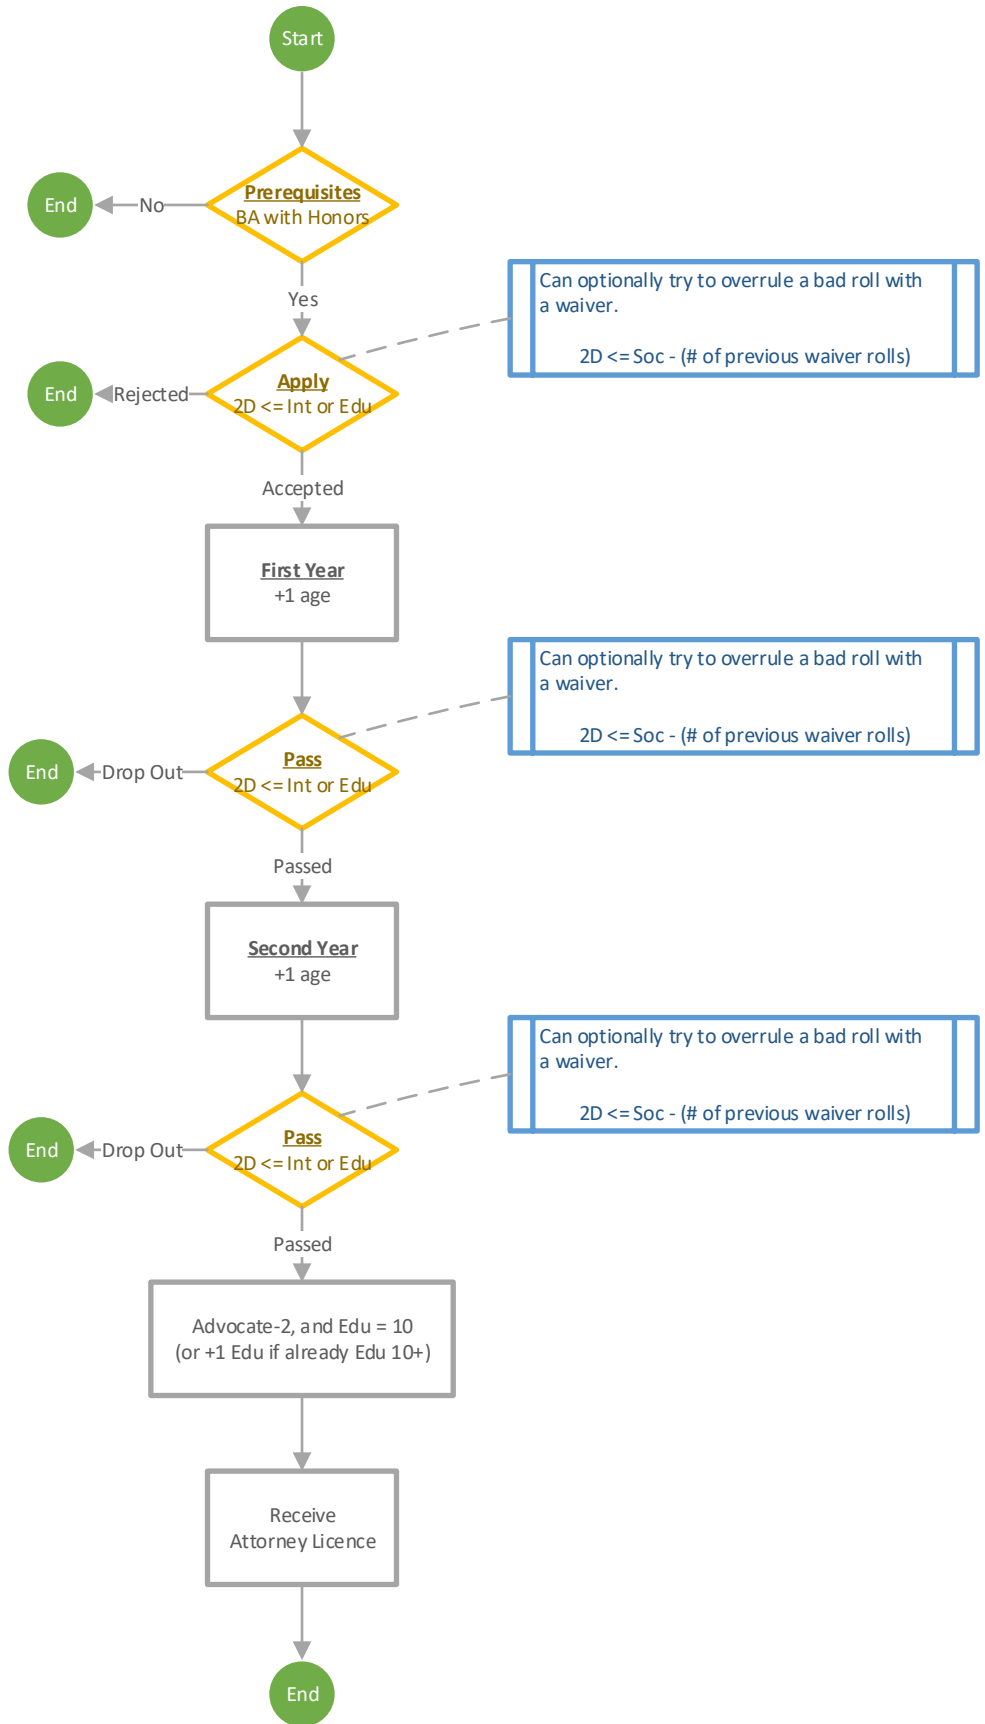 Start
Prerequisites
BA with Honors
End
No
Yes
Can optionally try to overrule a bad roll with
a waiver.
2D <= Soc - (# of previous waiver rolls)
End
Rejected
Apply
2D <= Int or Edu
Accepted
First Year
+1 age
Can optionally try to overrule a bad roll with
a waiver.
2D <= Soc - (# of previous waiver rolls)
End
Drop Out
Pass
2D <= Int or Edu
Passed
Second Year
+1 age
Can optionally try to overrule a bad roll with
a waiver.
2D <= Soc - (# of previous waiver rolls)
End
Drop Out
Pass
2D <= Int or Edu
Passed
Advocate-2, and Edu = 10
(or +1 Edu if already Edu 10+)
Receive
Attorney Licence
End